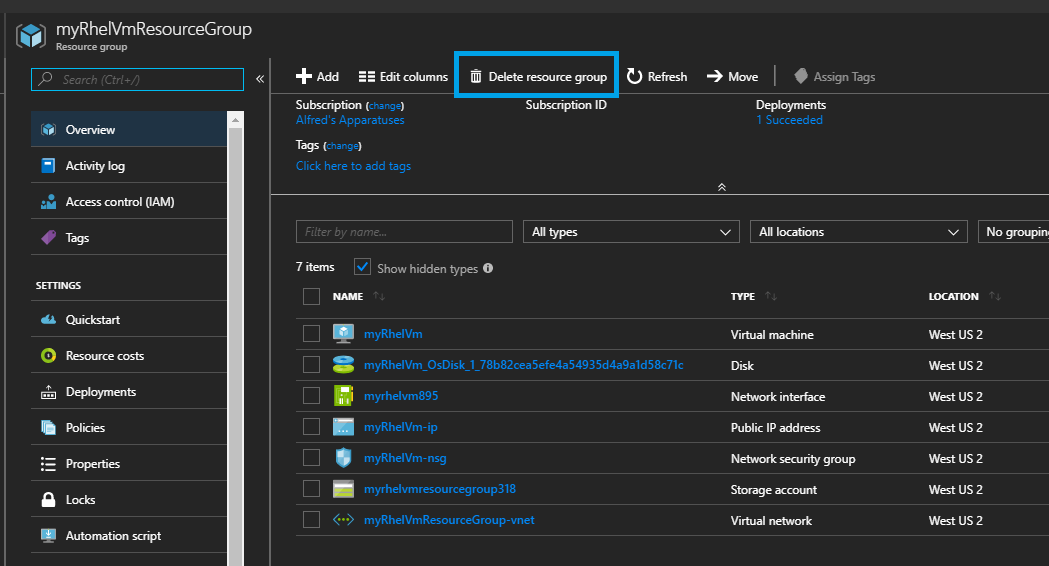 myRhelVmResourceGroup
Resource group
Search (Ctrl+/)
«
Add Edit columns Delete resource group Refresh Move Assign Tags
Subscription (change) Subscription ID Deployments
Alfred's Apparatuses 1 Succeeded
Tags (change)
Click here to add tags
Overview
Activity log
Access control (IAM)
Tags
SETTINGS
Quickstart
Resource costs
Deployments
Policies
Properties
Locks
Automation script
Filter by name... All types All locations No grouping
7 items Show hidden types
NAME TYPE LOCATION
myRhelVm Virtual machine West US 2
myRhelVm_OsDisk_1_78b82cea5efe4a54935d4a9a1d58c71c Disk West US 2
myrhelvm895 Network interface West US 2
myRhelVm-ip Public IP address West US 2
myRhelVm-nsg Network security group West US 2
myrhelvmresourcegroup318 Storage account West US 2
myRhelVmResourceGroup-vnet Virtual network West US 2